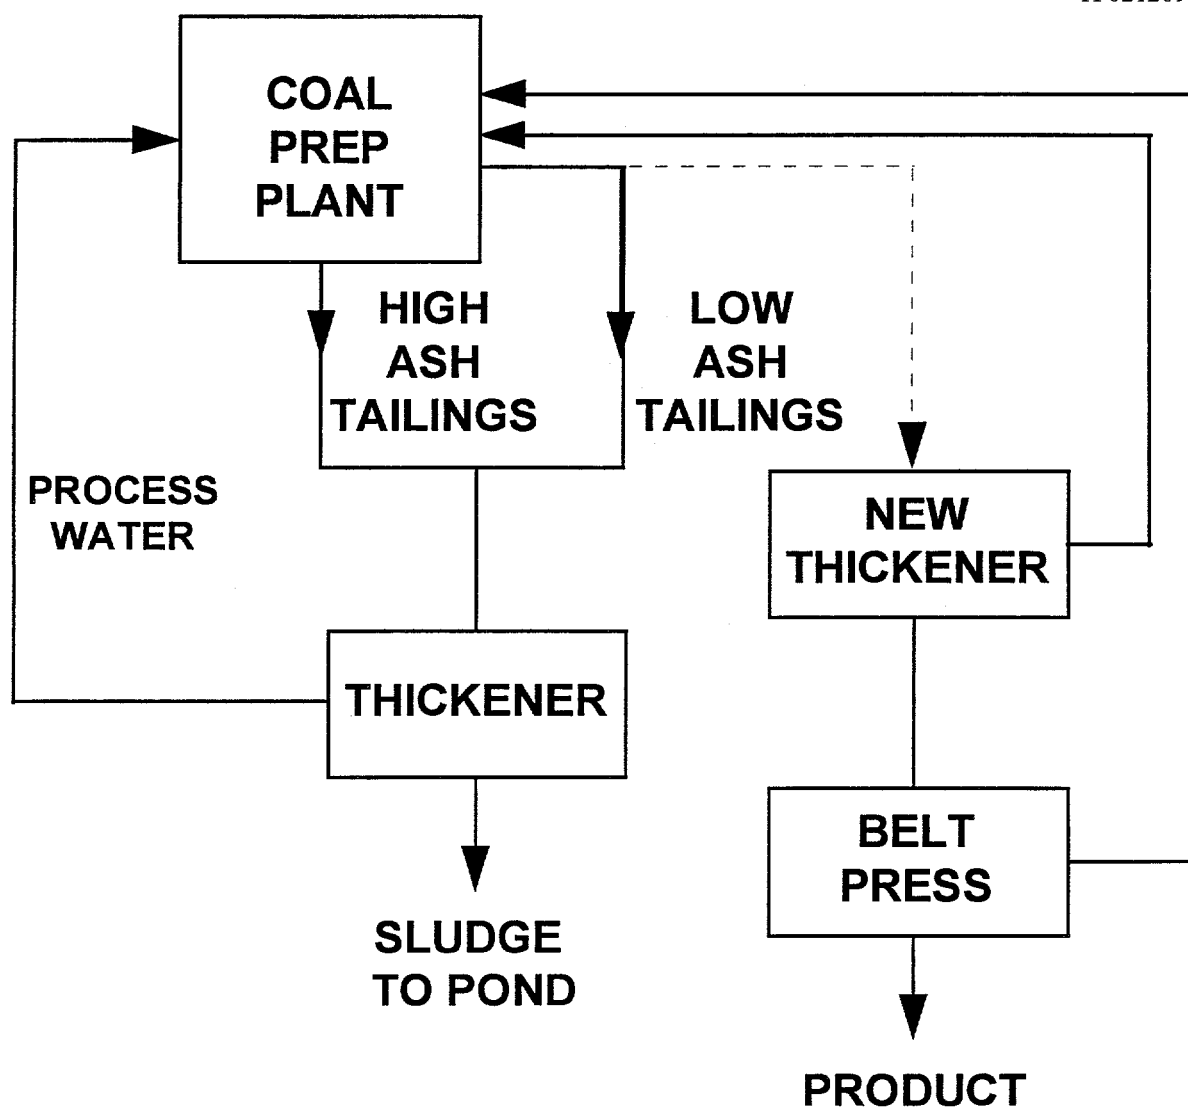 COAL
PREP
PLANT
HIGH
ASH
TAILINGS
LOW
ASH
TAILINGS
PROCESS
WATER
NEW
THICKENER
THICKENER
BELT
PRESS
SLUDGE
TO POND
PRODUCT